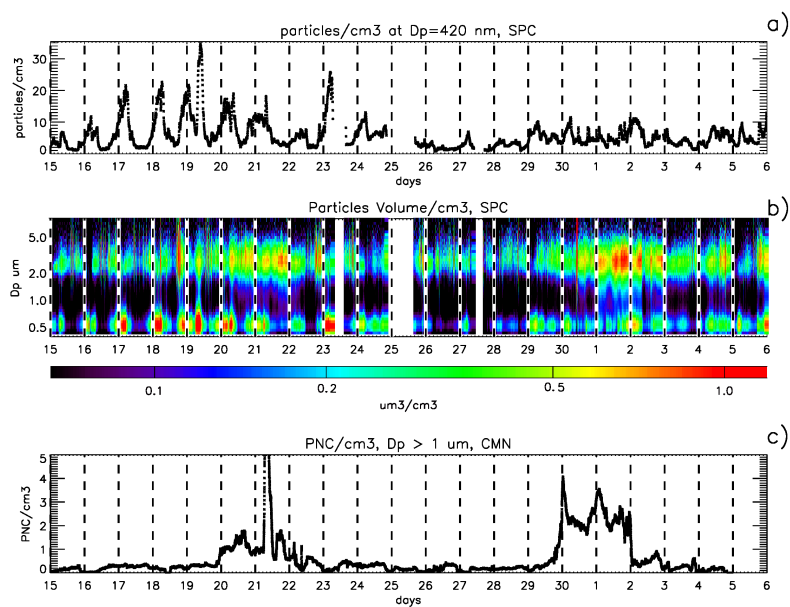 a)
particles/cm3 at Dp=420 nm, SPC
particles/cm3
30
20
10
0
15 16 17 18 19 20 21 22 23 24 25 26 27 28 29 30 1 2 3 4 5 6
days
b)
Particles Volume/cm3, SPC
Dp um
5.0
2.0
1.0
0.5
15 16 17 18 19 20 21 22 23 24 25 26 27 28 29 30 1 2 3 4 5 6
days
0.1 0.2 0.5 1.0
um3/cm3
c)
PNC/cm3, Dp > 1 um, CMN
PNC/cm3
5
4
3
2
1
0
15 16 17 18 19 20 21 22 23 24 25 26 27 28 29 30 1 2 3 4 5 6
days